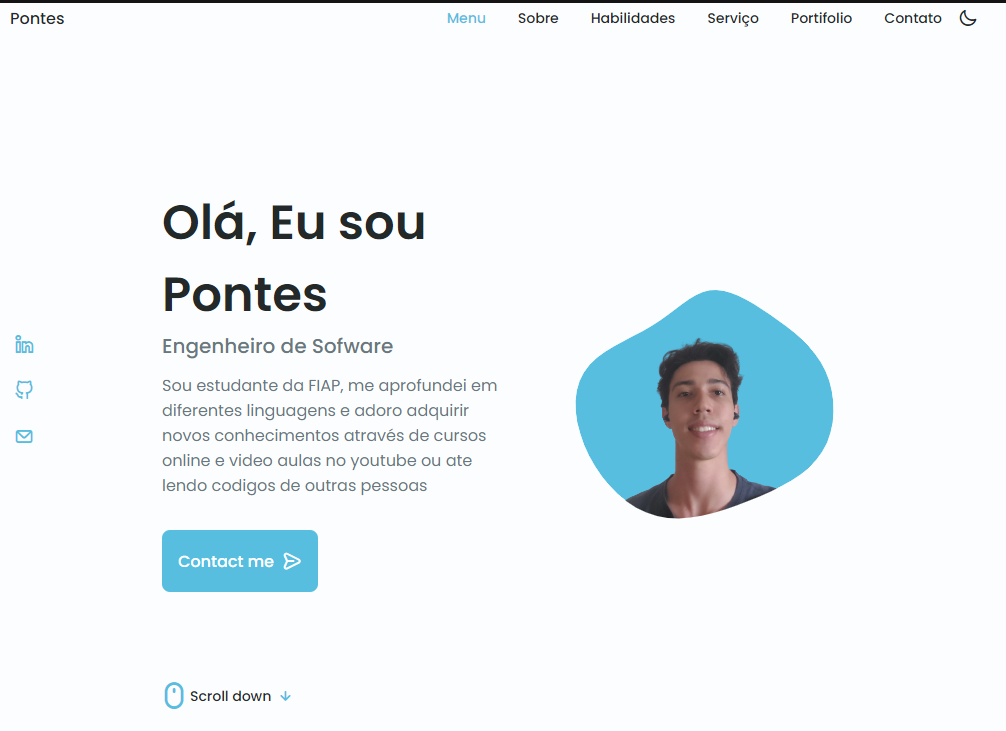 Pontes
Menu Sobre Habilidades Serviço Portifolio Contato
Olá, Eu sou
Pontes
Engenheiro de Sofware
Sou estudante da FIAP, me aprofundei em
diferentes linguagens e adoro adquirir
novos conhecimentos através de cursos
online e video aulas no youtube ou ate
lendo codigos de outras pessoas
Contact me
Scroll down